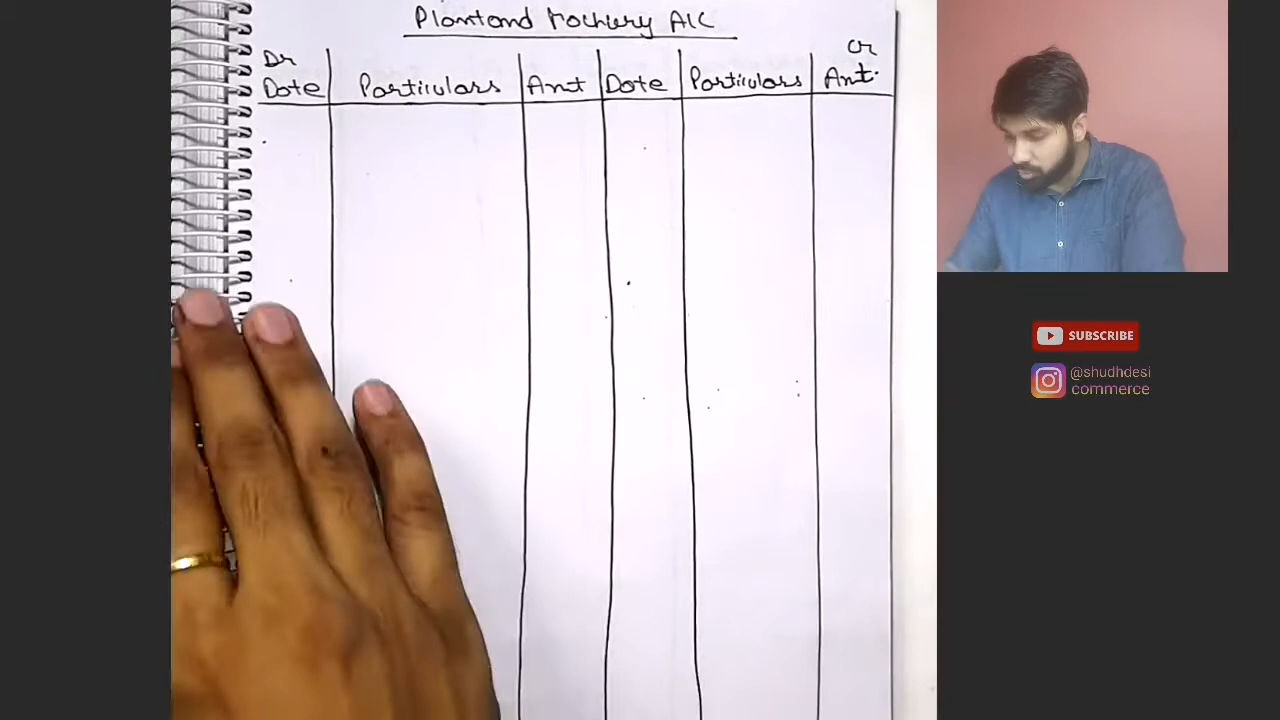 Plant and Machinery A/C
Dr
Cr
Date Particulars Amt Date Particulars Amt.
SUBSCRIBE
@shudhdesi
commerce